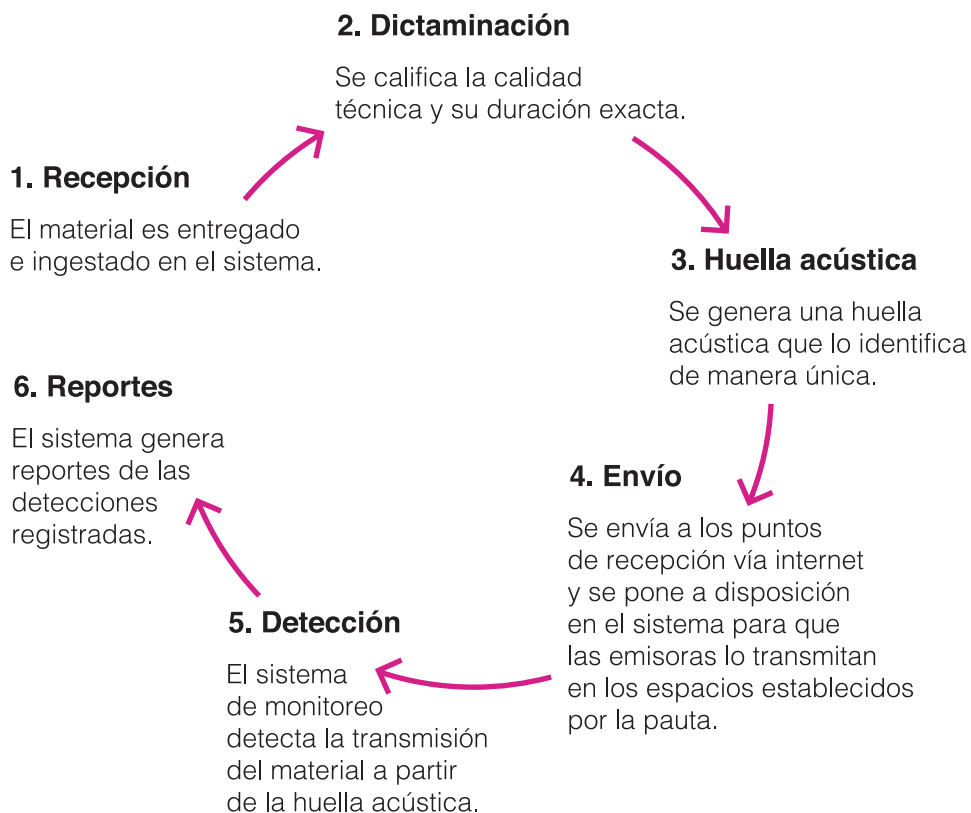 1. Recepción
El material es entregado
e ingestado en el sistema.
2. Dictaminación
Se califica la calidad
técnica y su duración exacta.
3. Huella acústica
Se genera una huella
acústica que lo identifica
de manera única.
4. Envío
Se envía a los puntos
de recepción vía internet
y se pone a disposición
en el sistema para que
las emisoras lo transmitan
en los espacios establecidos
por la pauta.
5. Detección
El sistema
de monitoreo
detecta la transmisión
del material a partir
de la huella acústica.
6. Reportes
El sistema genera
reportes de las
detecciones
registradas.